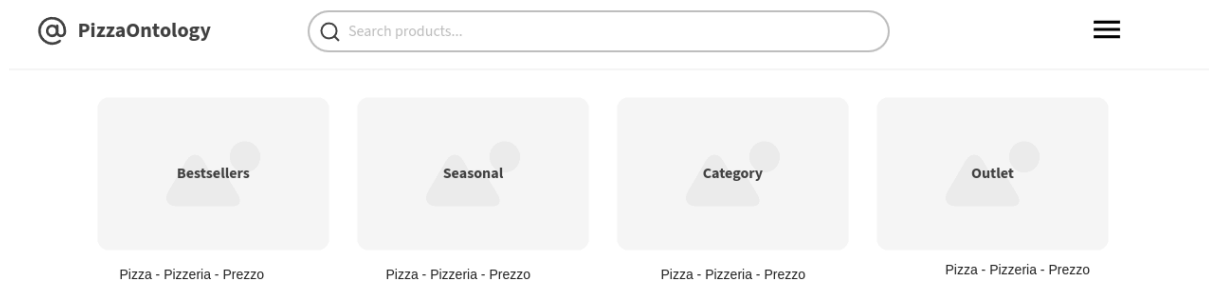 @ PizzaOntology
Search products...
Bestsellers
Seasonal
Category
Outlet
Pizza - Pizzeria - Prezzo
Pizza - Pizzeria - Prezzo
Pizza - Pizzeria - Prezzo
Pizza - Pizzeria - Prezzo